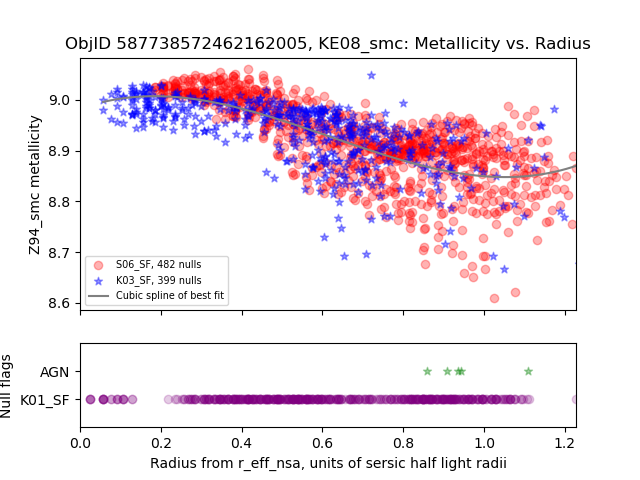 ObjID 587738572462162005, KE08_smc: Metallicity vs. Radius
Z94_smc metallicity
9.0
8.9
8.8
8.7
8.6
S06_SF, 482 nulls
K03_SF, 399 nulls
Cubic spline of best fit
Null flags
AGN
K01_SF
0.0 0.2 0.4 0.6 0.8 1.0 1.2
Radius from r_eff_nsa, units of sersic half light radii